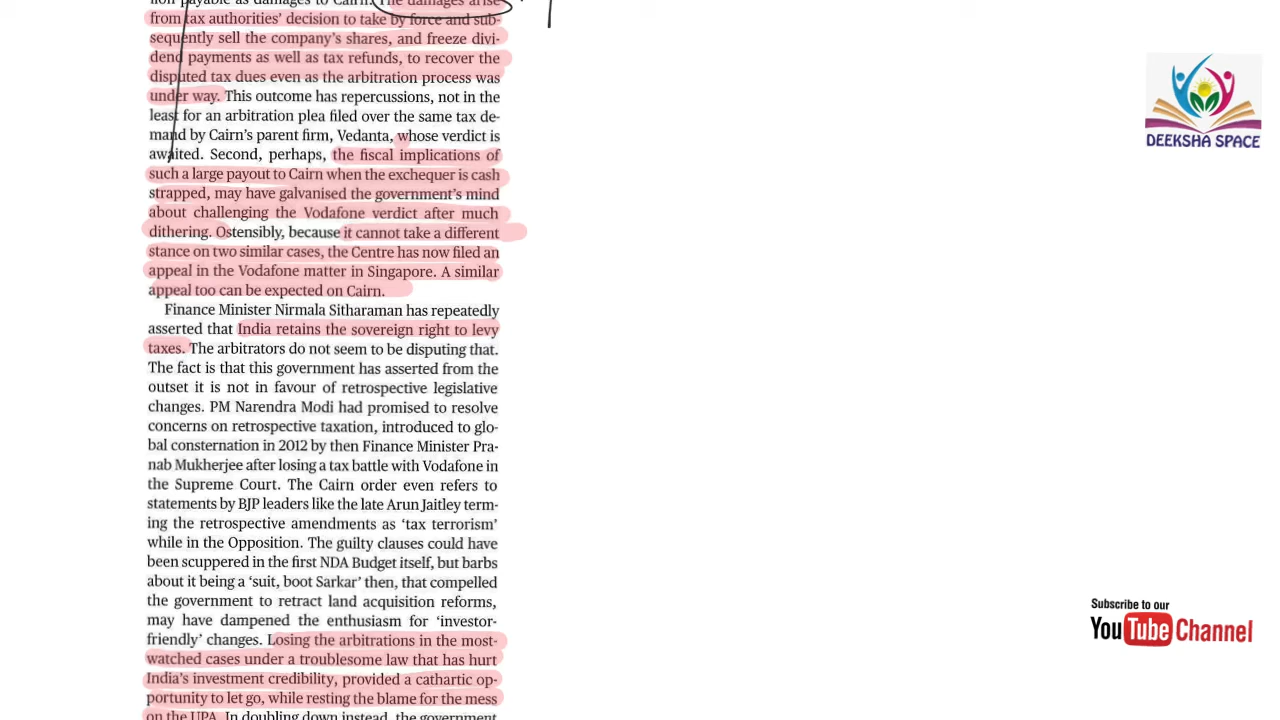 tion payable as damages to Cairn. The damages arise
from tax authorities’ decision to take by force and sub-
sequently sell the company’s shares, and freeze divi-
dend payments as well as tax refunds, to recover the
disputed tax dues even as the arbitration process was
under way. This outcome has repercussions, not in the
least for an arbitration plea filed over the same tax de-
mand by Cairn’s parent firm, Vedanta, whose verdict is
awaited. Second, perhaps, the fiscal implications of
such a large payout to Cairn when the exchequer is cash
strapped, may have galvanised the government’s mind
about challenging the Vodafone verdict after much
dithering. Ostensibly, because it cannot take a different
stance on two similar cases, the Centre has now filed an
appeal in the Vodafone matter in Singapore. A similar
appeal too can be expected on Cairn.
Finance Minister Nirmala Sitharaman has repeatedly
asserted that India retains the sovereign right to levy
taxes. The arbitrators do not seem to be disputing that.
The fact is that this government has asserted from the
outset it is not in favour of retrospective legislative
changes. PM Narendra Modi had promised to resolve
concerns on retrospective taxation, introduced to glo-
bal consternation in 2012 by then Finance Minister Pra-
nab Mukherjee after losing a tax battle with Vodafone in
the Supreme Court. The Cairn order even refers to
statements by BJP leaders like the late Arun Jaitley term-
ing the retrospective amendments as ‘tax terrorism’
while in the Opposition. The guilty clauses could have
been scuppered in the first NDA Budget itself, but barbs
about it being a ‘suit, boot Sarkar’ then, that compelled
the government to retract land acquisition reforms,
may have dampened the enthusiasm for ‘investor-
friendly’ changes. Losing the arbitrations in the most-
watched cases under a troublesome law that has hurt
India’s investment credibility, provided a cathartic op-
portunity to let go, while resting the blame for the mess
on the UPA. In doubling down instead, the government
DEEKSHA SPACE
Subscribe to our
YouTube Channel